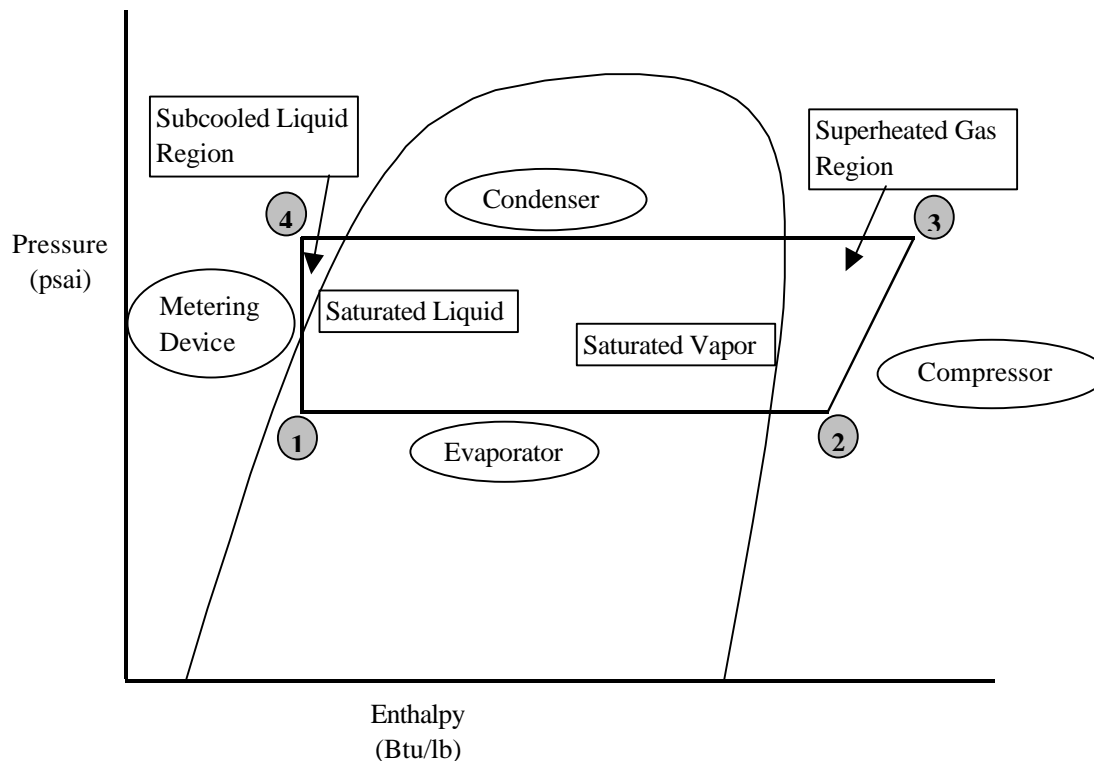 Subcooled Liquid
Region
Superheated Gas
Region
Condenser
4
3
Pressure
(psai)
Metering
Device
Saturated Liquid
Saturated Vapor
Compressor
1
2
Evaporator
Enthalpy
(Btu/lb)